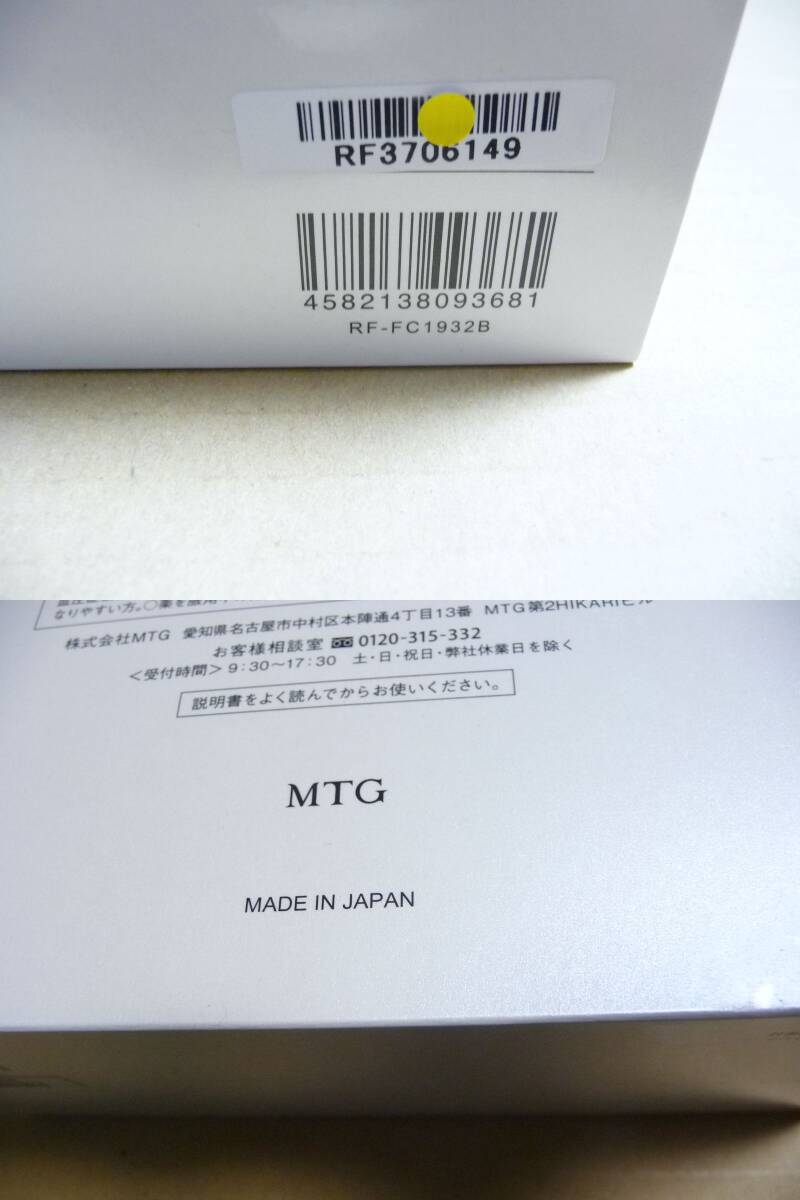 RF3706149
4582138093681
RF-FC1932B
なりやすい方。○薬を服用
株式会社MTG 愛知県名古屋市中村区本陣通4丁目13番 MTG第2HIKARIビル
お客様相談室 0120-315-332
<受付時間> 9:30～17:30 土・日・祝日・弊社休業日を除く
説明書をよく読んでからお使いください。
MTG
MADE IN JAPAN